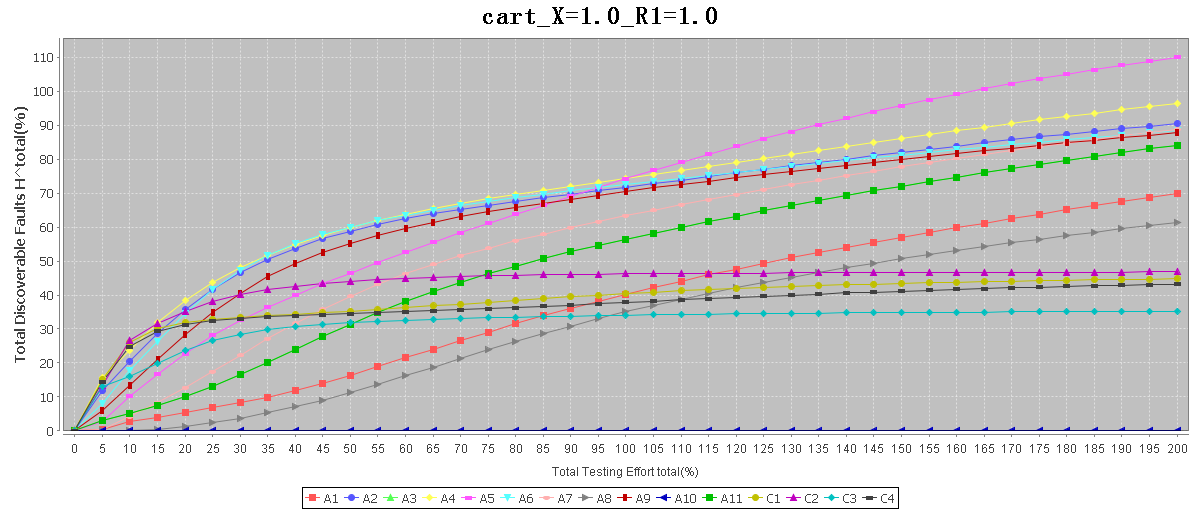 cart_X=1.0_R1=1.0
Total Discoverable Faults H^total(%)
110
100
90
80
70
60
50
40
30
20
10
0
0 5 10 15 20 25 30 35 40 45 50 55 60 65 70 75 80 85 90 95 100 105 110 115 120 125 130 135 140 145 150 155 160 165 170 175 180 185 190 195 200
Total Testing Effort total(%)
A1 A2 A3 A4 A5 A6 A7 A8 A9 A10 A11 C1 C2 C3 C4